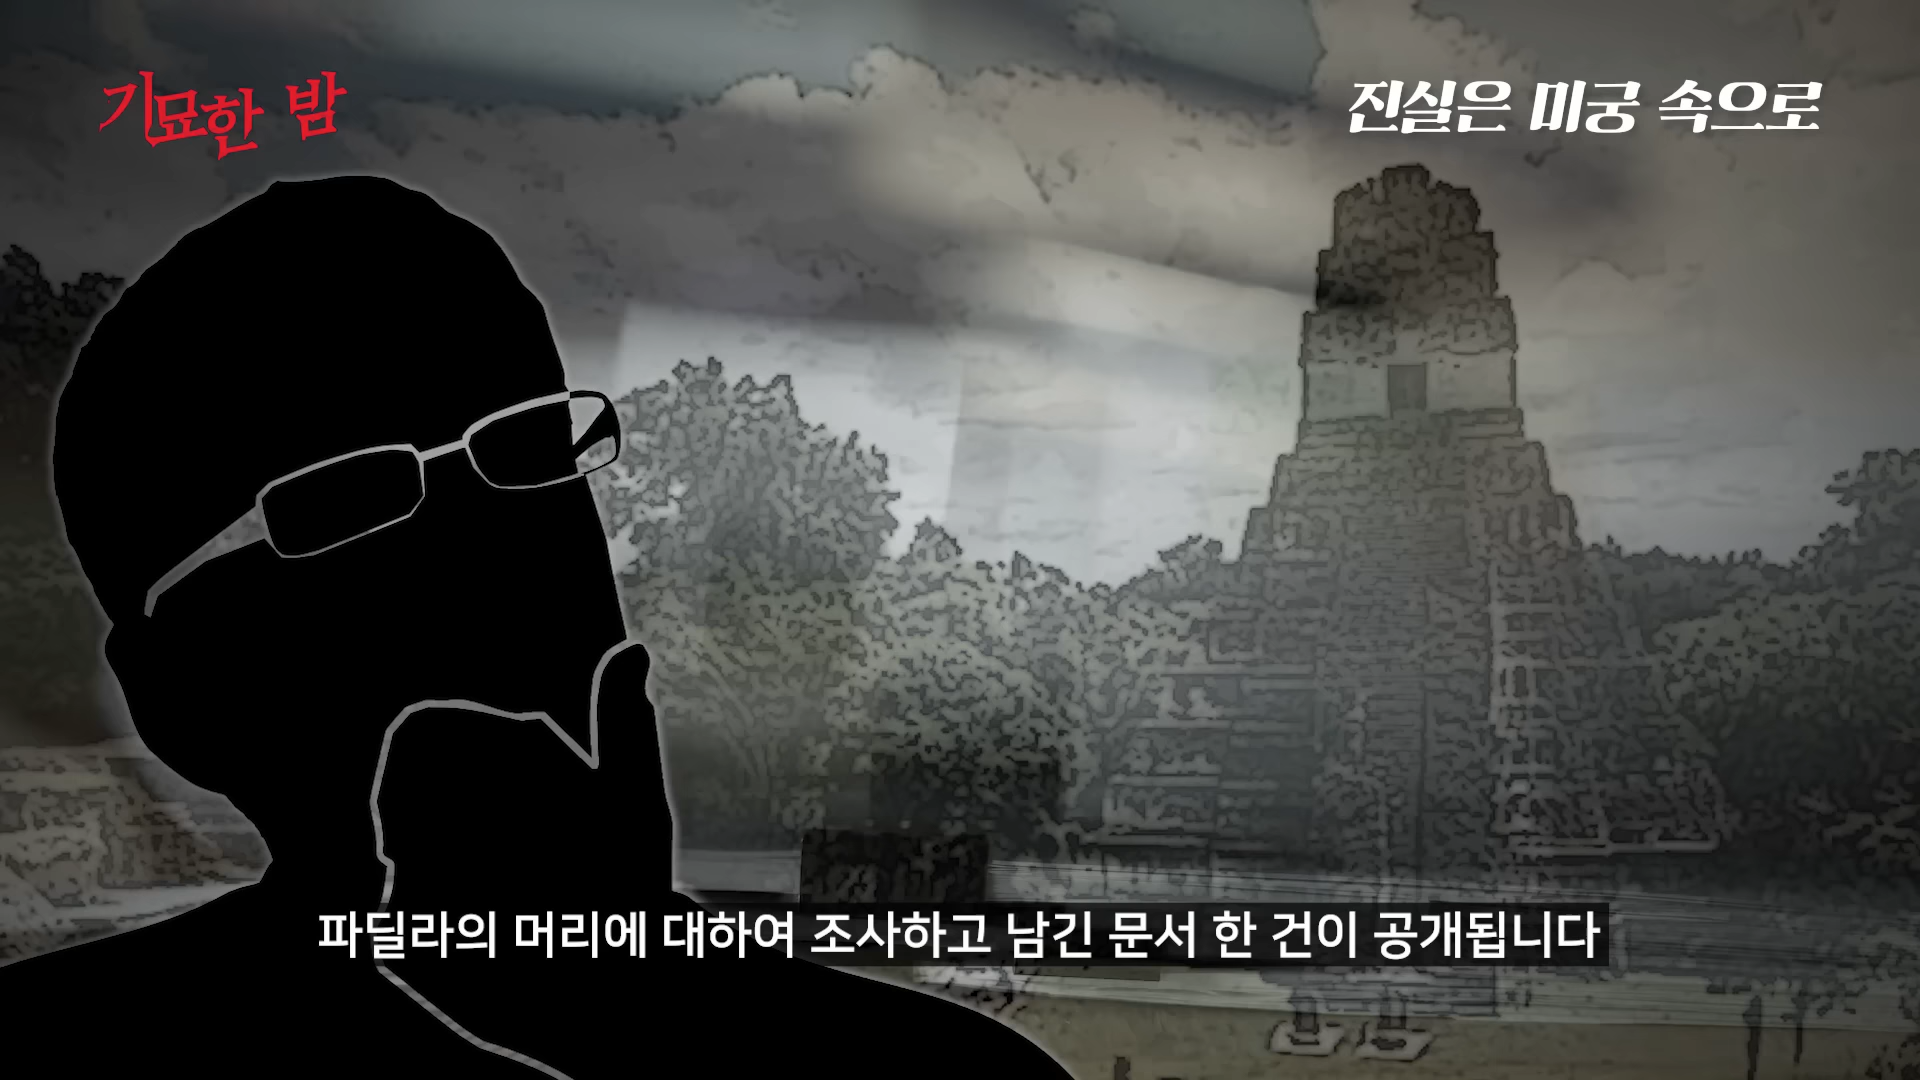 기묘한 밤
진실은 미궁 속으로
파딜라의 머리에 대하여 조사하고 남긴 문서 한 건이 공개됩니다